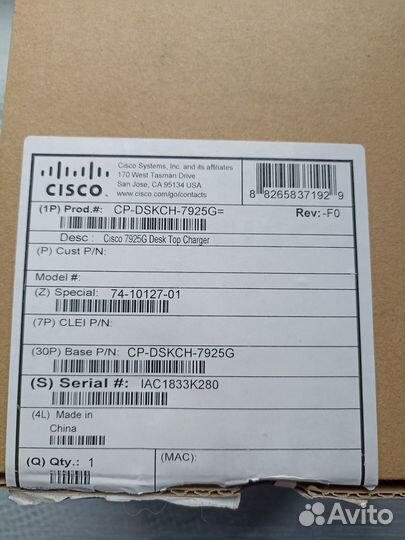 CISCO
Cisco Systems, Inc. and its affiliates
170 West Tasman Drive
San Jose, CA 95134 USA
www.cisco.com/go/contacts
8 8265837192 9
(1P) Prod.#: CP-DSKCH-7925G=
Rev: -F0
Desc : Cisco 7925G Desk Top Charger
(P) Cust P/N:
Model #:
(Z) Special: 74-10127-01
(7P) CLEI P/N:
(30P) Base P/N: CP-DSKCH-7925G
(S) Serial #: IAC1833K280
(4L) Made in
China
(Q) Qty.: 1
(MAC):
Avito